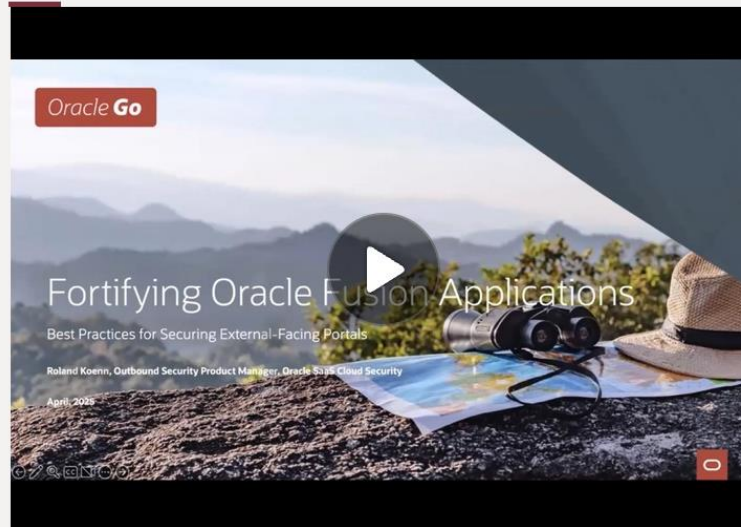 Oracle Go
Fortifying Oracle Fusion Applications
Best Practices for Securing External-Facing Portals
Roland Koenn, Outbound Security Product Manager, Oracle SaaS Cloud Security
April, 2025